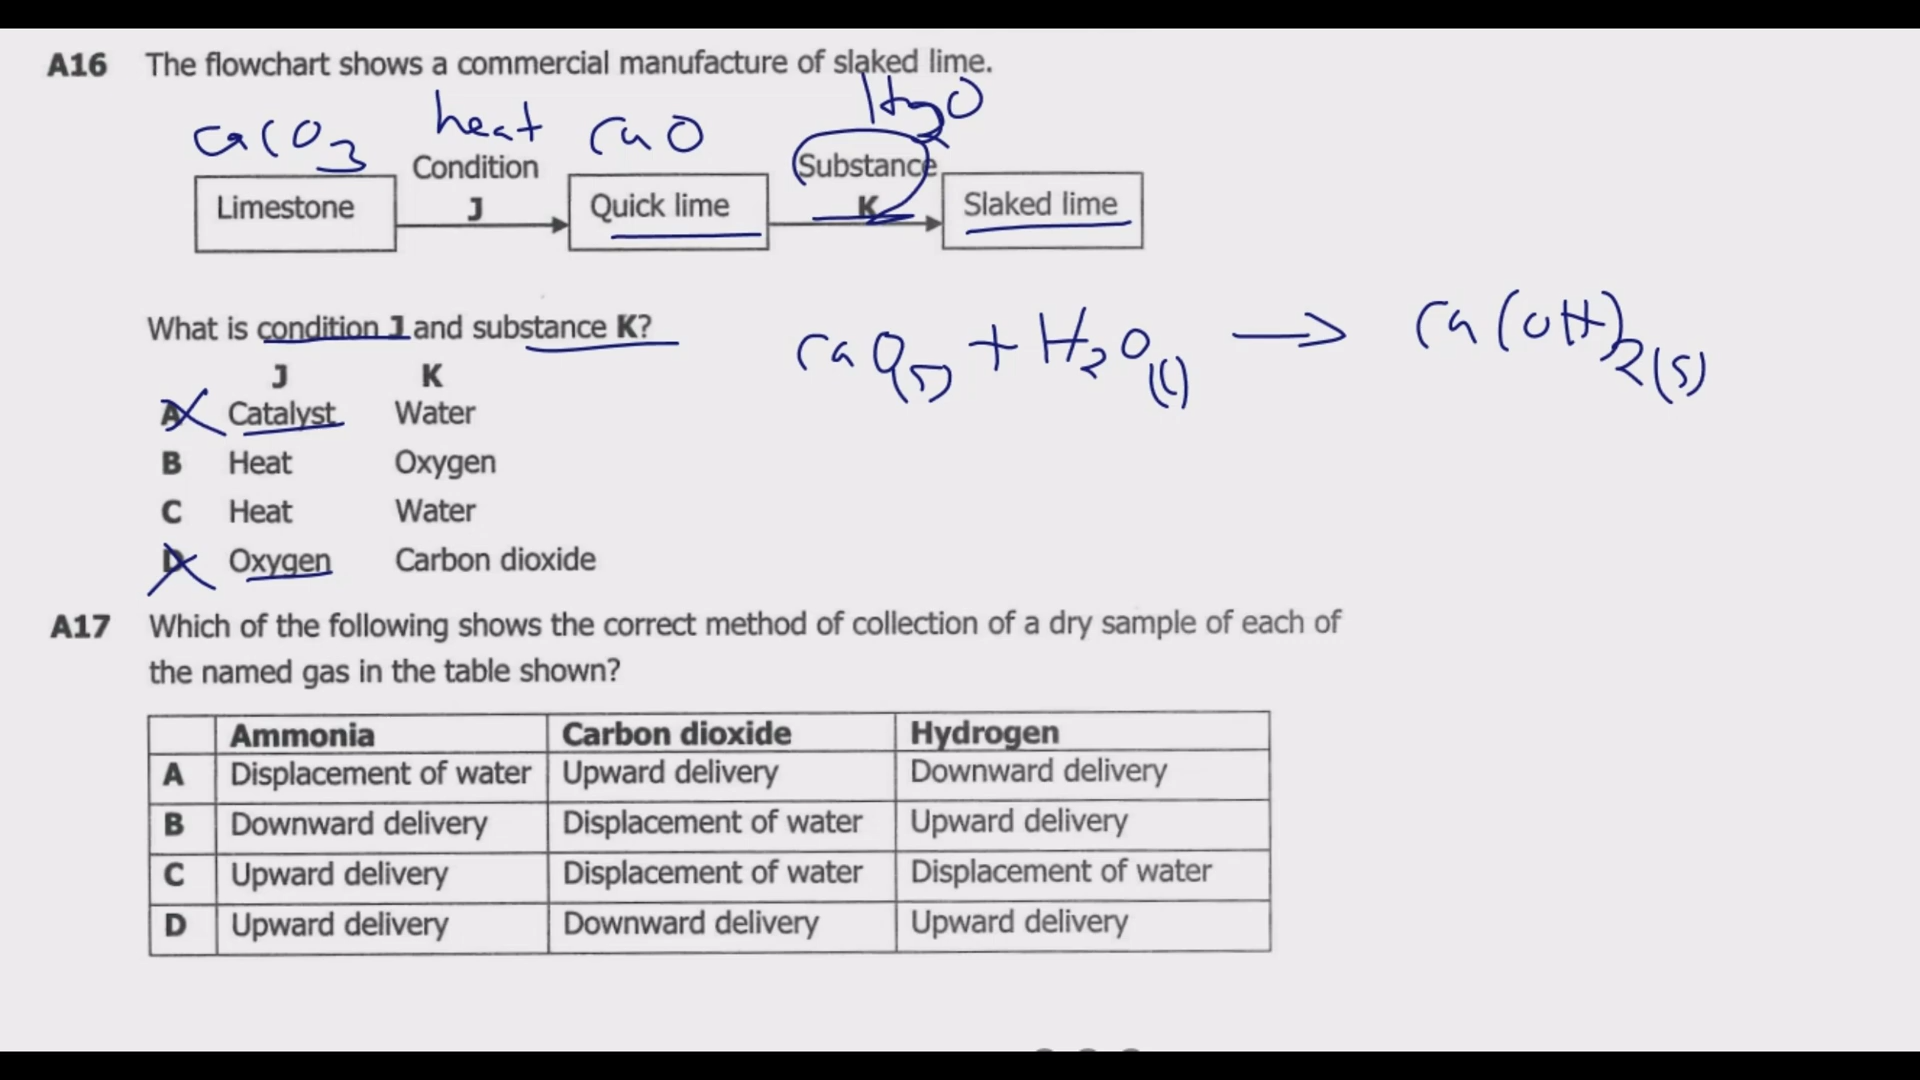 A16 The flowchart shows a commercial manufacture of slaked lime.
CaCO3 heat CaO H2O
Condition Substance
Limestone J Quick lime K Slaked lime
What is condition J and substance K?
CaO(s) + H2O(l) → Ca(OH)2(s)
J K
A Catalyst Water
B Heat Oxygen
C Heat Water
D Oxygen Carbon dioxide
A17 Which of the following shows the correct method of collection of a dry sample of each of
the named gas in the table shown?
Ammonia Carbon dioxide Hydrogen
A Displacement of water Upward delivery Downward delivery
B Downward delivery Displacement of water Upward delivery
C Upward delivery Displacement of water Displacement of water
D Upward delivery Downward delivery Upward delivery